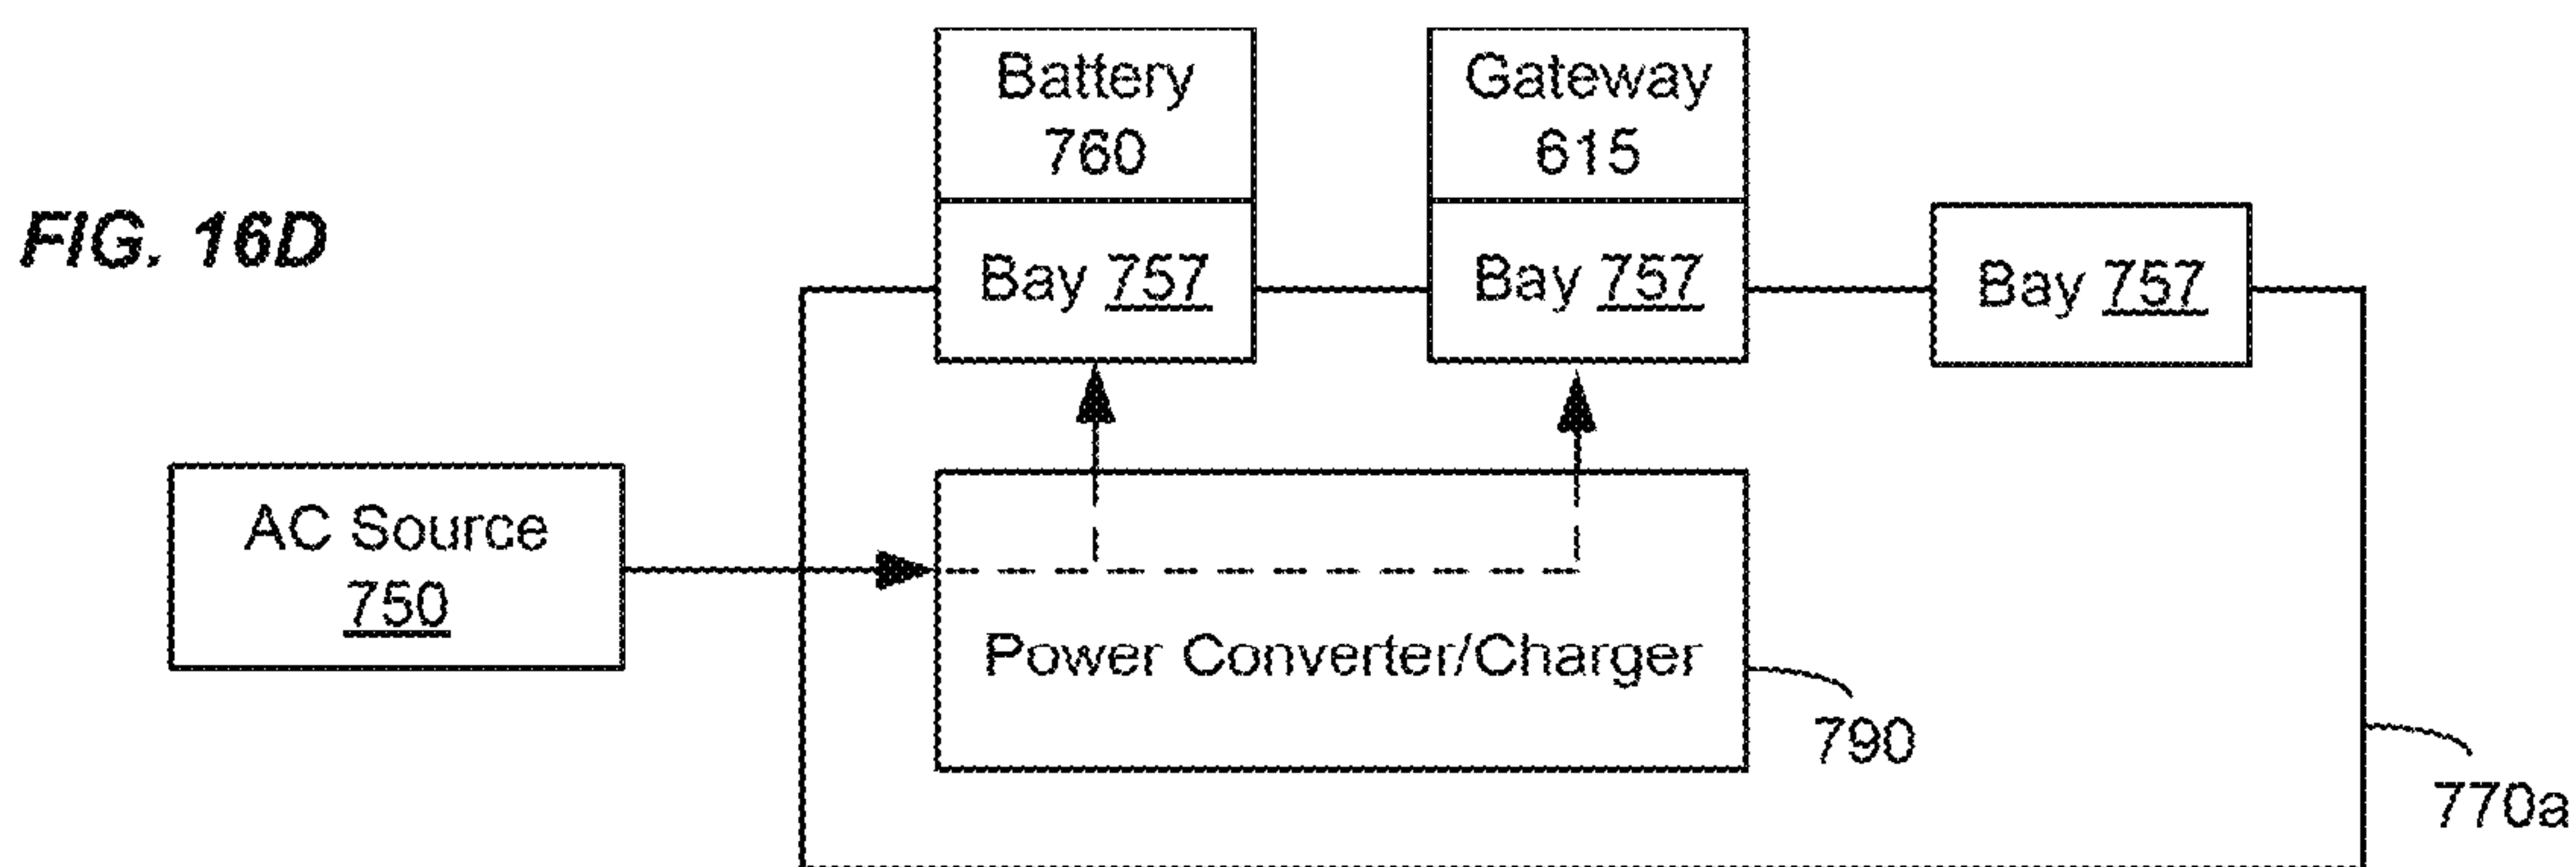 Battery
760
Gateway
615
FIG. 16D
Bay 757
Bay 757
Bay 757
AC Source
750
Power Converter/Charger
790
770a